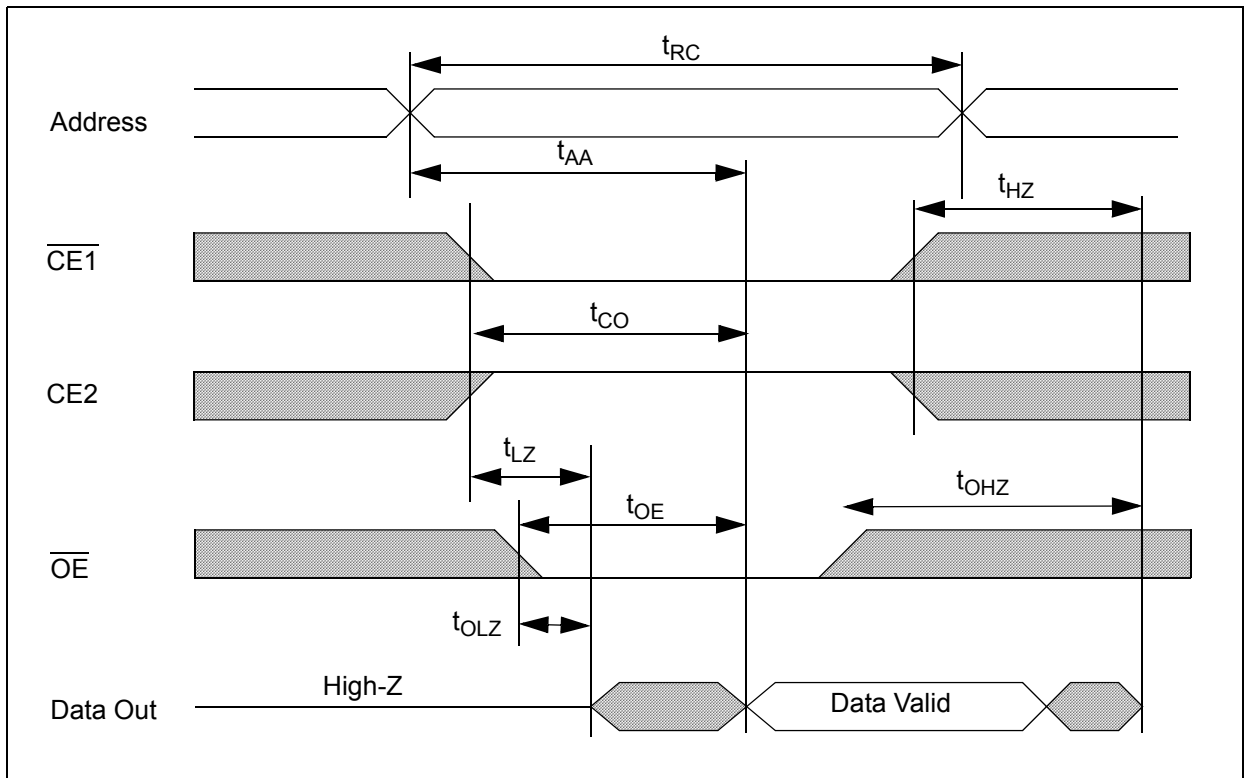 tRC
Address
tAA
tHZ
CE1
tCO
CE2
tLZ
tOHZ
tOE
OE
tOLZ
High-Z
Data Out
Data Valid